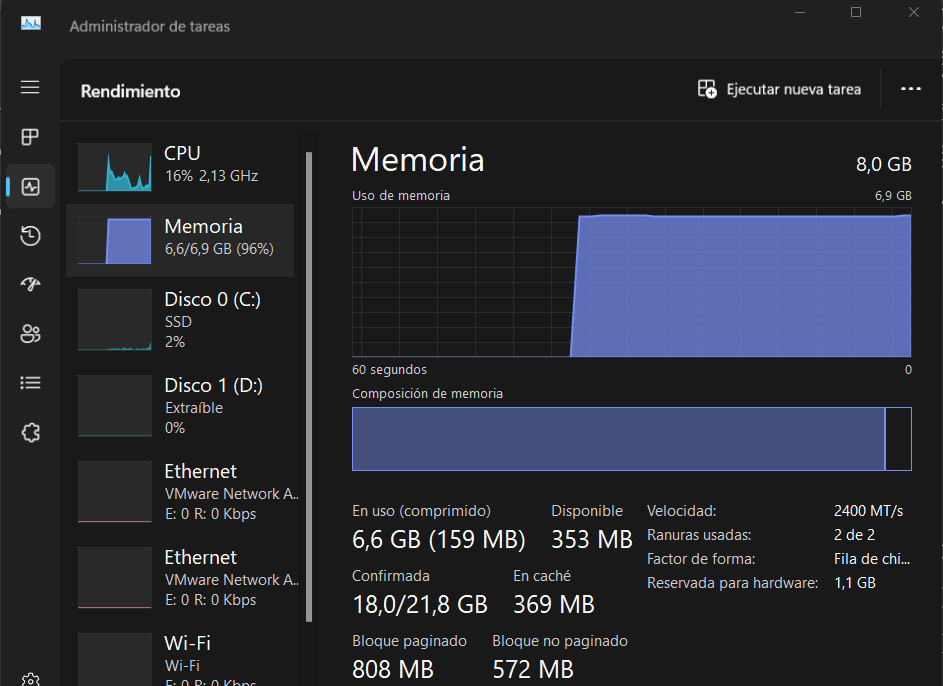 Administrador de tareas
Rendimiento
Ejecutar nueva tarea
CPU
16% 2,13 GHz
Memoria
6,6/6,9 GB (96%)
Disco 0 (C:)
SSD
2%
Disco 1 (D:)
Extraíble
0%
Ethernet
VMware Network A..
E: 0 R: 0 Kbps
Ethernet
VMware Network A..
E: 0 R: 0 Kbps
Wi-Fi
Wi-Fi
E: 0 R: 0 Kbps
Memoria
8,0 GB
Uso de memoria
6,9 GB
60 segundos
0
Composición de memoria
En uso (comprimido)
6,6 GB (159 MB)
Disponible
353 MB
Confirmada
18,0/21,8 GB
En caché
369 MB
Bloque paginado
808 MB
Bloque no paginado
572 MB
Velocidad: 2400 MT/s
Ranuras usadas: 2 de 2
Factor de forma: Fila de chi...
Reservada para hardware: 1,1 GB